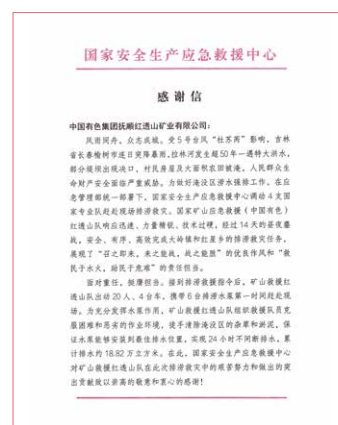 国家安全生产应急救援中心
感谢信
中国有色集团抚顺红透山矿业有限公司：
风雨同舟，众志成城。受5号台风“杜苏芮”影响，吉林
省长春榆树市连日突降暴雨，拉林河发生超50年一遇特大洪水，
部分堤坝出现决口，村民房屋及大面积农田被淹，人民群众生
命财产安全面临严重威胁。为做好淹没区涝水强排工作，在应
急管理部统一部署下，国家安全生产应急救援中心调动4支国
家专业队赶赴现场排涝救灾。国家矿山应急救援（中国有色）
红透山队响应迅速、力量精锐、技术过硬，经过14天的昼夜鏖
战，安全、有序、高效完成大岭镇和红星乡的排涝救灾任务，
展现了“召之即来，来之能战，战之能胜”的优良作风和“救
民于水火，助民于危难”的责任担当。
面对重任，挺膺担当。接到排涝救援指令后，矿山救援红
透山队出动20人、4台车，携带6台排涝水泵第一时间赶赴现
场。为充分发挥水泵作用，矿山救援红透山队组织救援队员克
服困难和恶劣的作业环境，徒手清除淹没区的杂草和淤泥，保
证水泵能够安装到最佳排水位置，实现24小时不间断排水，累
计排水约18.82万立方米。在此，国家安全生产应急救援中心
对矿山救援红透山队在此次排涝救灾中的艰苦努力和做出的突
出贡献致以崇高的敬意和衷心的感谢！